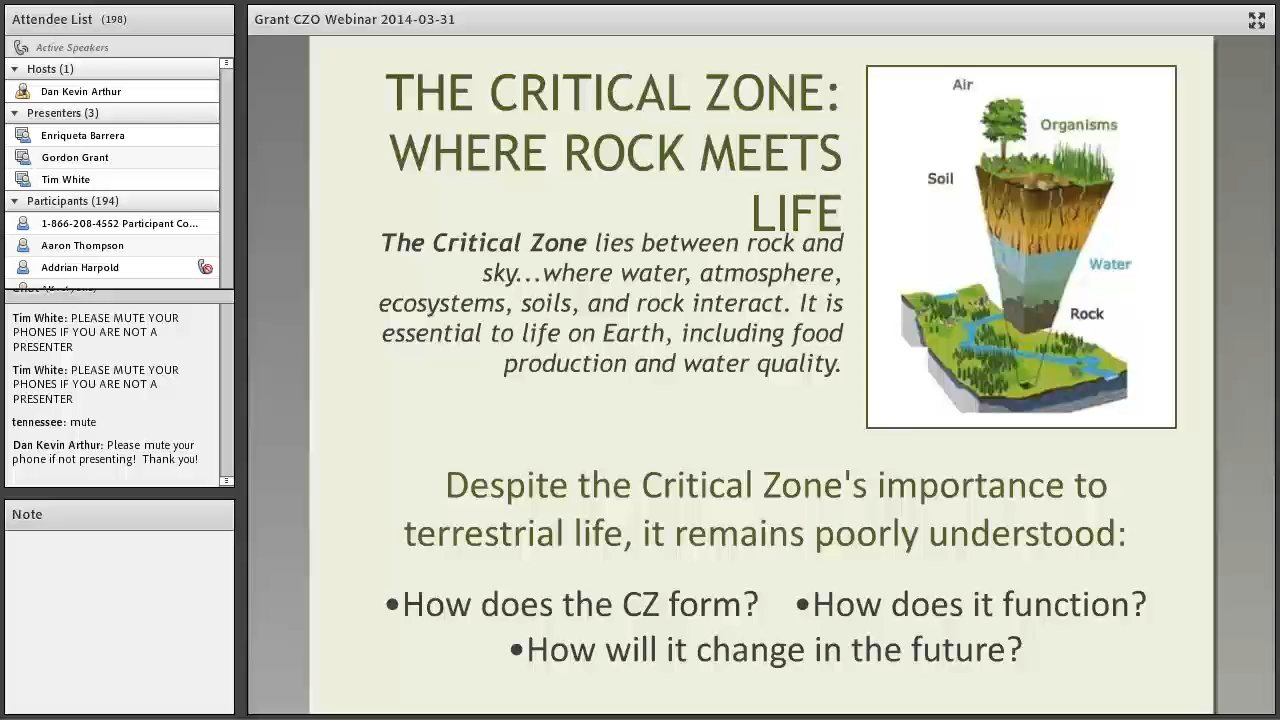 Attendee List (198)
Active Speakers
Hosts (1)
Dan Kevin Arthur
Presenters (3)
Enriqueta Barrera
Gordon Grant
Tim White
Participants (194)
1-866-208-4552 Participant Co...
Aaron Thompson
Addrian Harpold
Tim White: PLEASE MUTE YOUR
PHONES IF YOU ARE NOT A
PRESENTER
Tim White: PLEASE MUTE YOUR
PHONES IF YOU ARE NOT A
PRESENTER
tennessee: mute
Dan Kevin Arthur: Please mute your
phone if not presenting! Thank you!
Note
Grant CZO Webinar 2014-03-31
THE CRITICAL ZONE:
WHERE ROCK MEETS
LIFE
The Critical Zone lies between rock and
sky...where water, atmosphere,
ecosystems, soils, and rock interact. It is
essential to life on Earth, including food
production and water quality.
Air
Organisms
Soil
Water
Rock
Despite the Critical Zone's importance to
terrestrial life, it remains poorly understood:
•How does the CZ form? •How does it function?
•How will it change in the future?